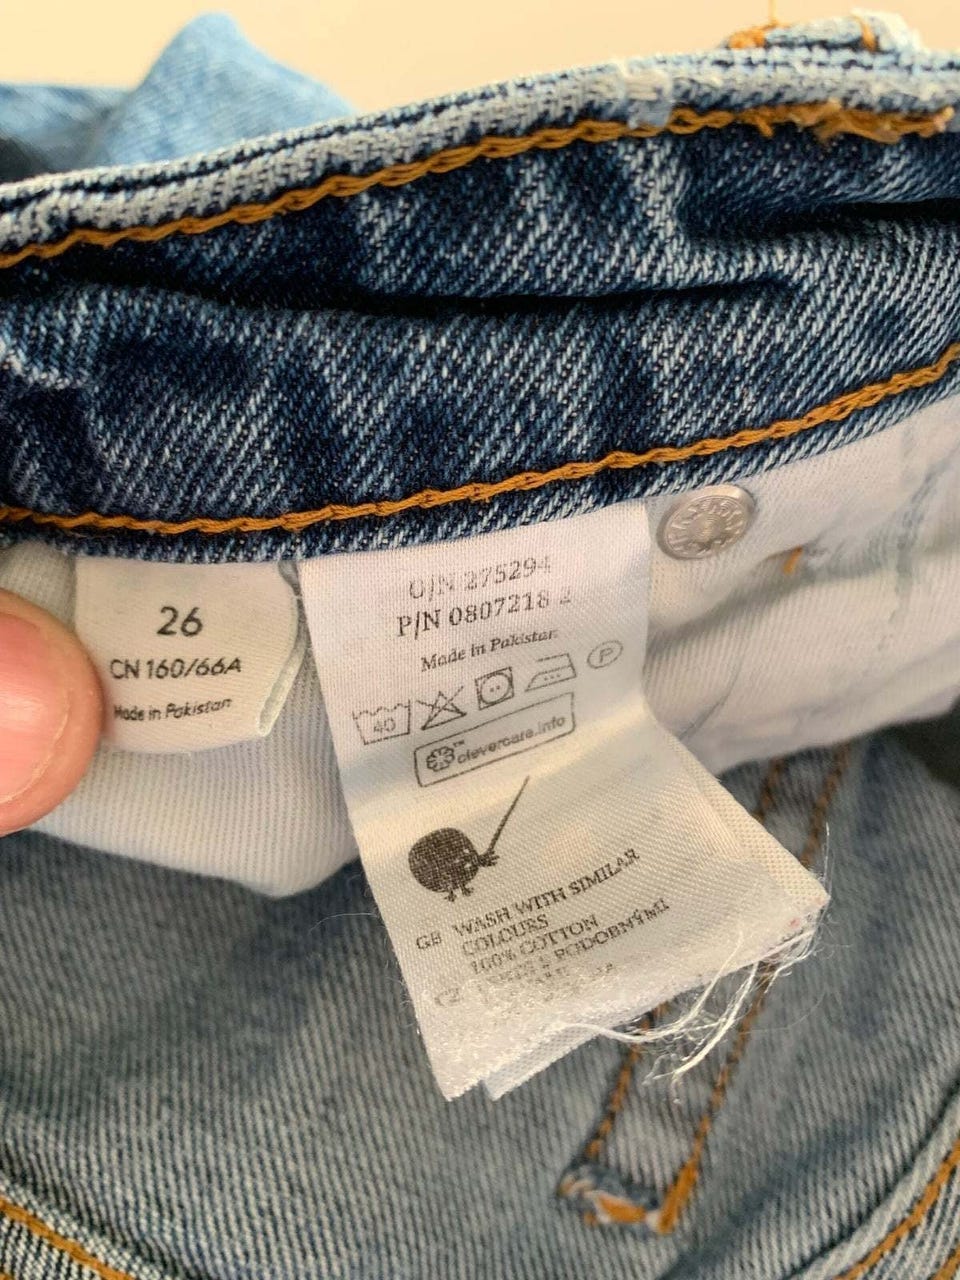 26
CN 160/66A
Made in Pakistan
O/N 275294
P/N 0807218 2
Made in Pakistan
40
P
clevercare.info
GB WASH WITH SIMILAR
COLOURS
100% COTTON
CZ